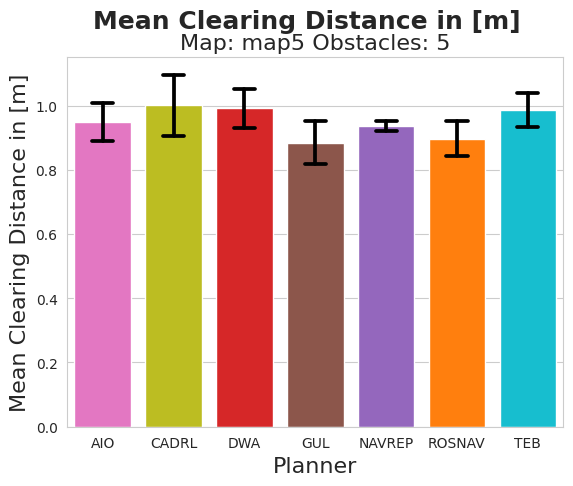 Mean Clearing Distance in [m]
Map: map5 Obstacles: 5
Mean Clearing Distance in [m]
1.0
0.8
0.6
0.4
0.2
0.0
AIO CADRL DWA GUL NAVREP ROSNAV TEB
Planner